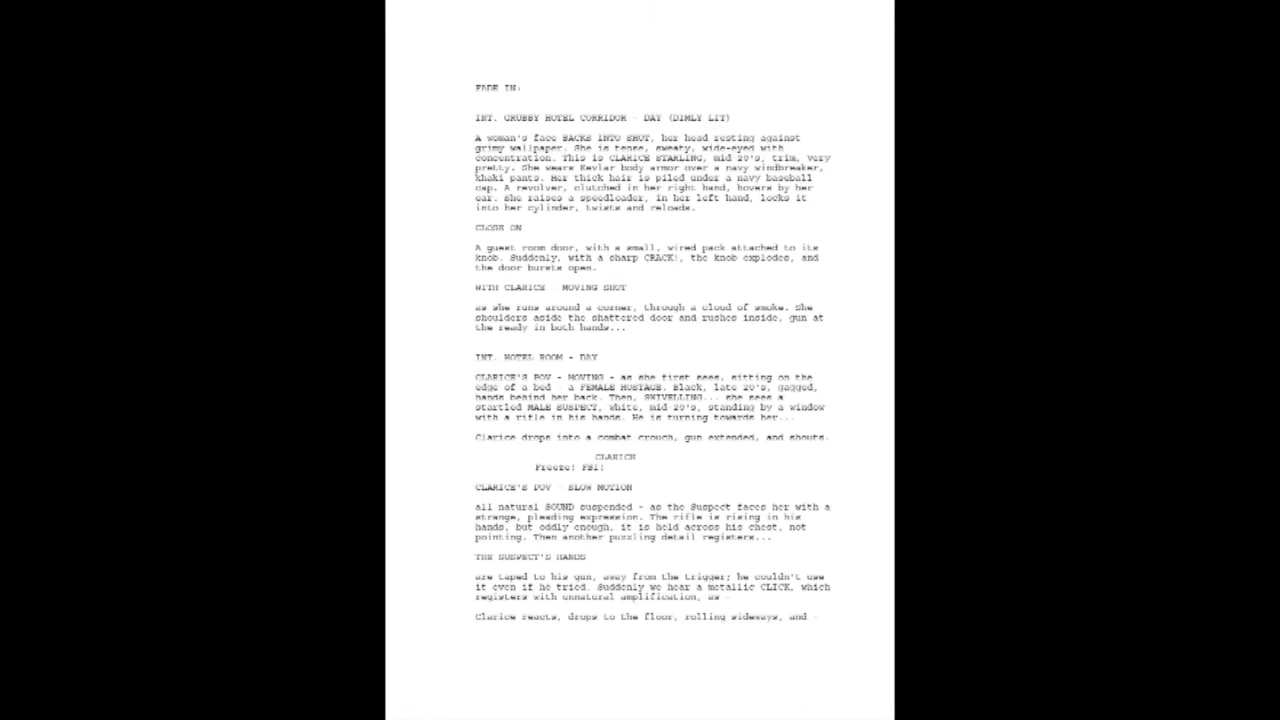 FADE IN:
INT. GRUBBY HOTEL CORRIDOR - DAY (DIMLY LIT)
A woman's face BACKS INTO SHOT, her head resting against
grimy wallpaper. She is tense, sweaty, wide-eyed with
concentration. This is CLARICE STARLING, mid 20's, trim, very
pretty. She wears Kevlar body armor over a navy windbreaker,
khaki pants. Her thick hair is piled under a navy baseball
cap. A revolver, clutched in her right hand, hovers by her
ear. She raises a speedloader, in her left hand, locks it
into her cylinder, twists and reloads.
CLOSE ON
A guest room door, with a small, wired pack attached to its
knob. Suddenly, with a sharp CRACK!, the knob explodes, and
the door bursts open.
WITH CLARICE - MOVING SHOT
as she runs around a corner, through a cloud of smoke. She
shoulders aside the shattered door and rushes inside, gun at
the ready in both hands...
INT. HOTEL ROOM - DAY
CLARICE'S POV - MOVING - as she first sees, sitting on the
edge of a bed - a FEMALE HOSTAGE. Black, late 20's, gagged,
hands behind her back. Then, SWIVELLING... she sees a
startled MALE SUSPECT, white, mid 20's, standing by a window
with a rifle in his hands. He is turning towards her...
Clarice drops into a combat crouch, gun extended, and shouts.
CLARICE
Freeze! FBI!
CLARICE'S POV - SLOW MOTION
all natural SOUND suspended - as the Suspect faces her with a
strange, pleading expression. The rifle is rising in his
hands, but oddly enough, it is held across his chest, not
pointing. Then another puzzling detail registers...
THE SUSPECT'S HANDS
are taped to his gun, away from the trigger; he couldn't use
it even if he tried. Suddenly we hear a metallic CLICK, which
registers with unnatural amplification, as -
Clarice reacts, drops to the floor, rolling sideways, and -